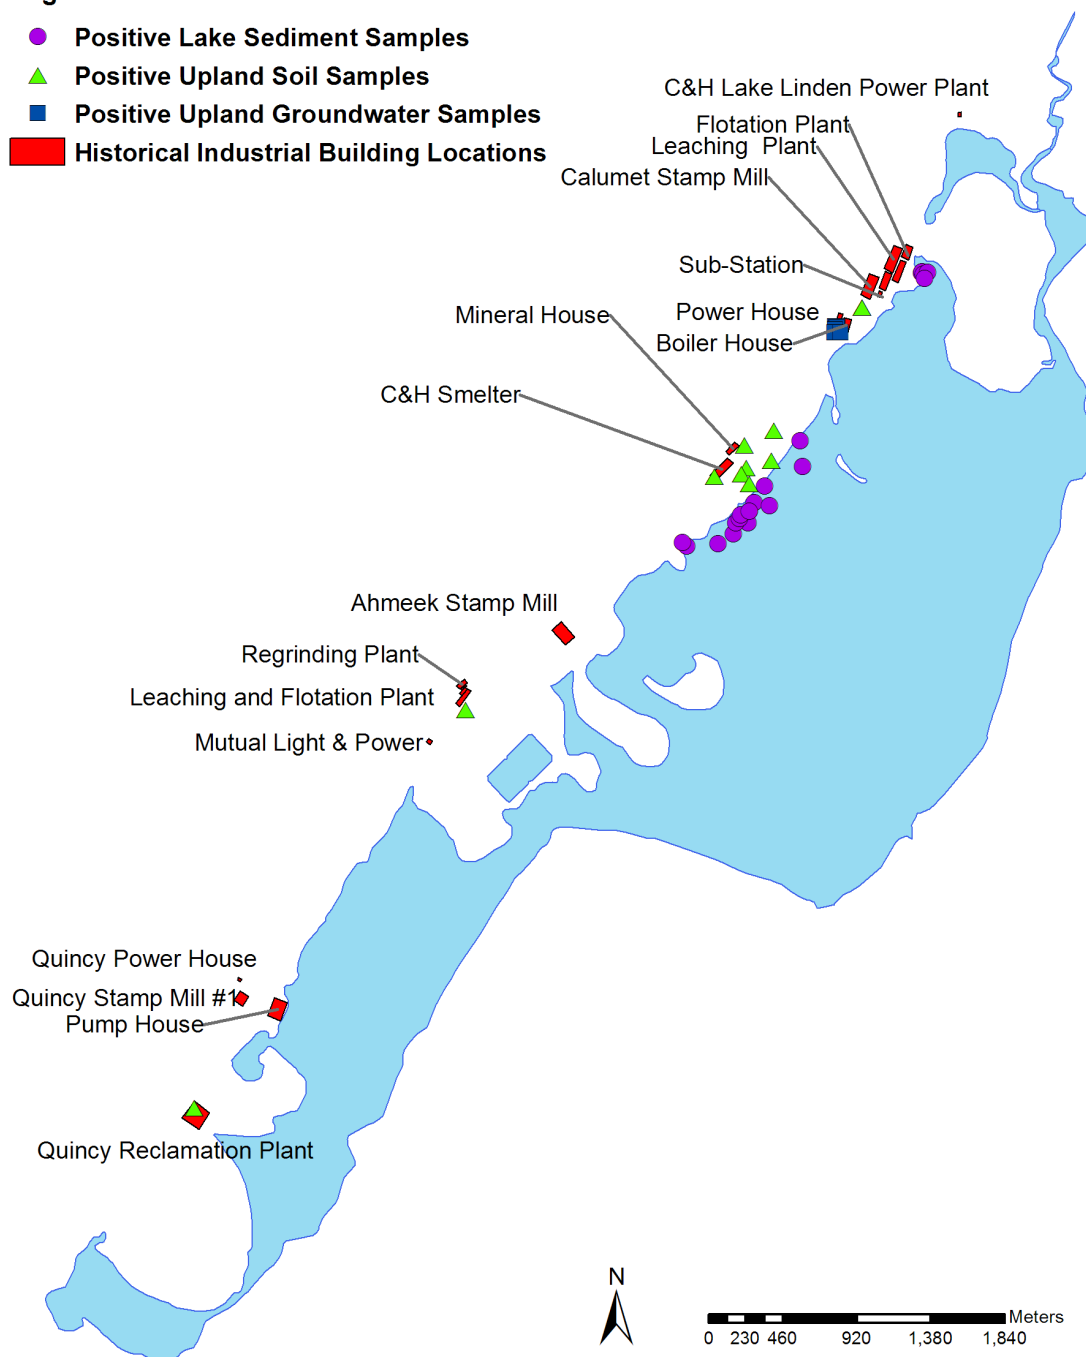 Positive Lake Sediment Samples
Positive Upland Soil Samples
Positive Upland Groundwater Samples
Historical Industrial Building Locations
C&H Lake Linden Power Plant
Flotation Plant
Leaching Plant
Calumet Stamp Mill
Sub-Station
Power House
Mineral House
Boiler House
C&H Smelter
Ahmeek Stamp Mill
Regrinding Plant
Leaching and Flotation Plant
Mutual Light & Power
Quincy Power House
Quincy Stamp Mill #1
Pump House
Quincy Reclamation Plant
N
Meters
0 230 460 920 1,380 1,840